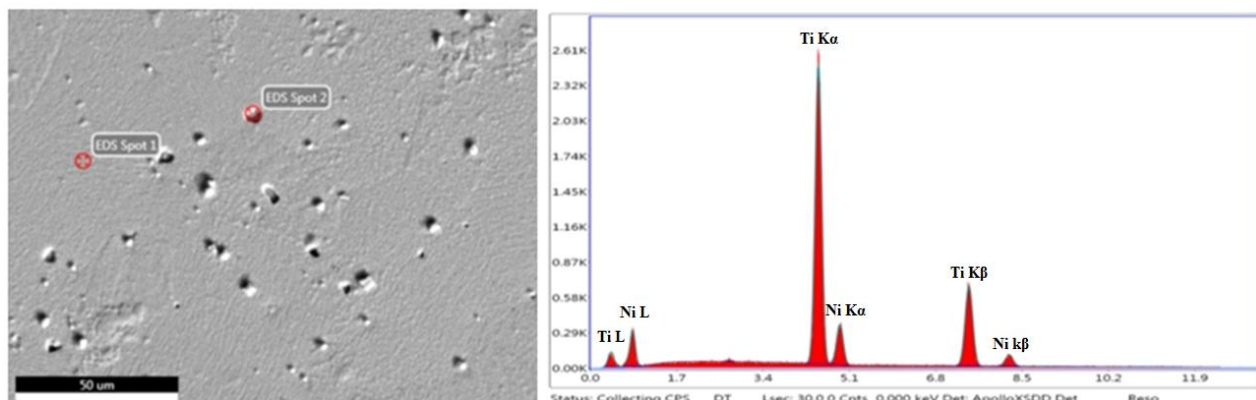 EDS Spot 2
EDS Spot 1
50 um
Ti Kα
2.61K
2.32K
2.03K
1.74K
1.45K
1.16K
0.87K
0.58K
0.29K
0.00K
Ni L
Ti L
Ni Kα
Ti Kβ
Ni kβ
0.0 1.7 3.4 5.1 6.8 8.5 10.2 11.9
Status: Collecting CPS DT Lsec: 30.0 0 Cnts 0.000 keV Det: ApolloXSDD Det Reso